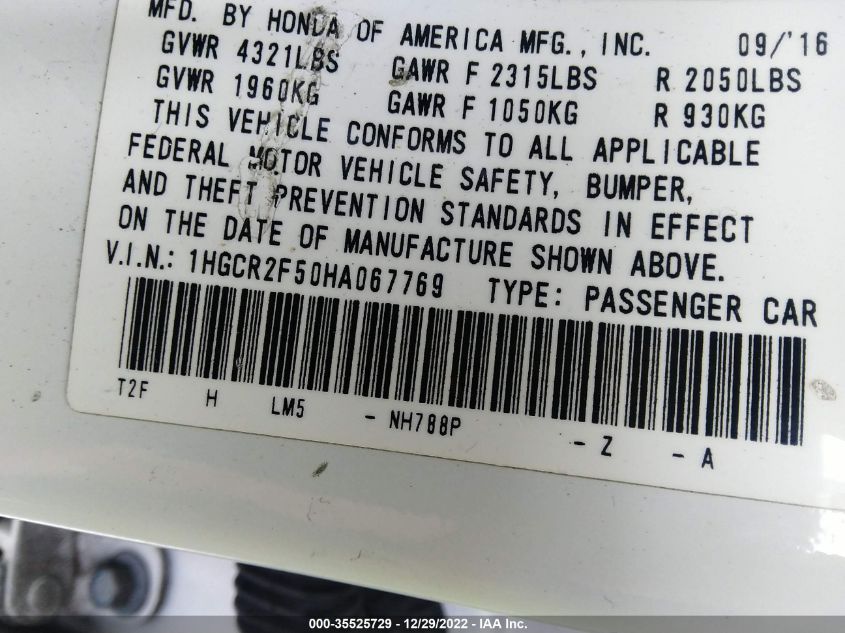 MFD. BY HONDA OF AMERICA MFG., INC. 09/'16
GVWR 4321LBS GAWR F 2315LBS R 2050LBS
GVWR 1960KG GAWR F 1050KG R 930KG
THIS VEHICLE CONFORMS TO ALL APPLICABLE
FEDERAL MOTOR VEHICLE SAFETY, BUMPER,
AND THEFT PREVENTION STANDARDS IN EFFECT
ON THE DATE OF MANUFACTURE SHOWN ABOVE.
V.I.N.: 1HGCR2F50HA067769 TYPE: PASSENGER CAR
T2F H LM5 - NH788P - Z - A
000-35525729 - 12/29/2022 - IAA Inc.